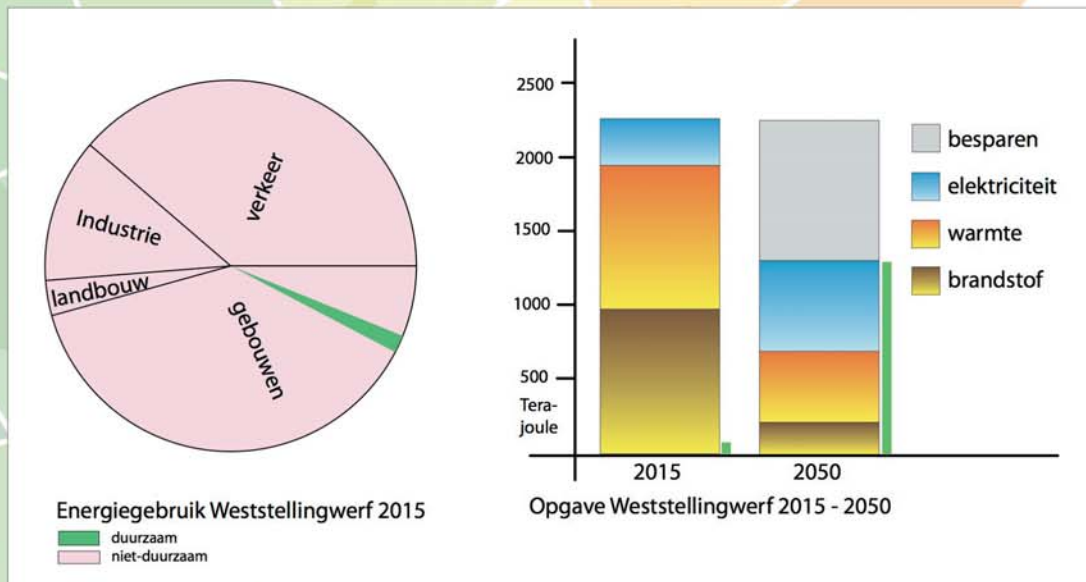 verkeer
Industrie
landbouw
gebouwen
Energiegebruik Weststellingwerf 2015
duurzaam
niet-duurzaam
2500
2000
1500
1000
500
Tera-
joule
2015
2050
Opgave Weststellingwerf 2015 - 2050
besparen
elektriciteit
warmte
brandstof